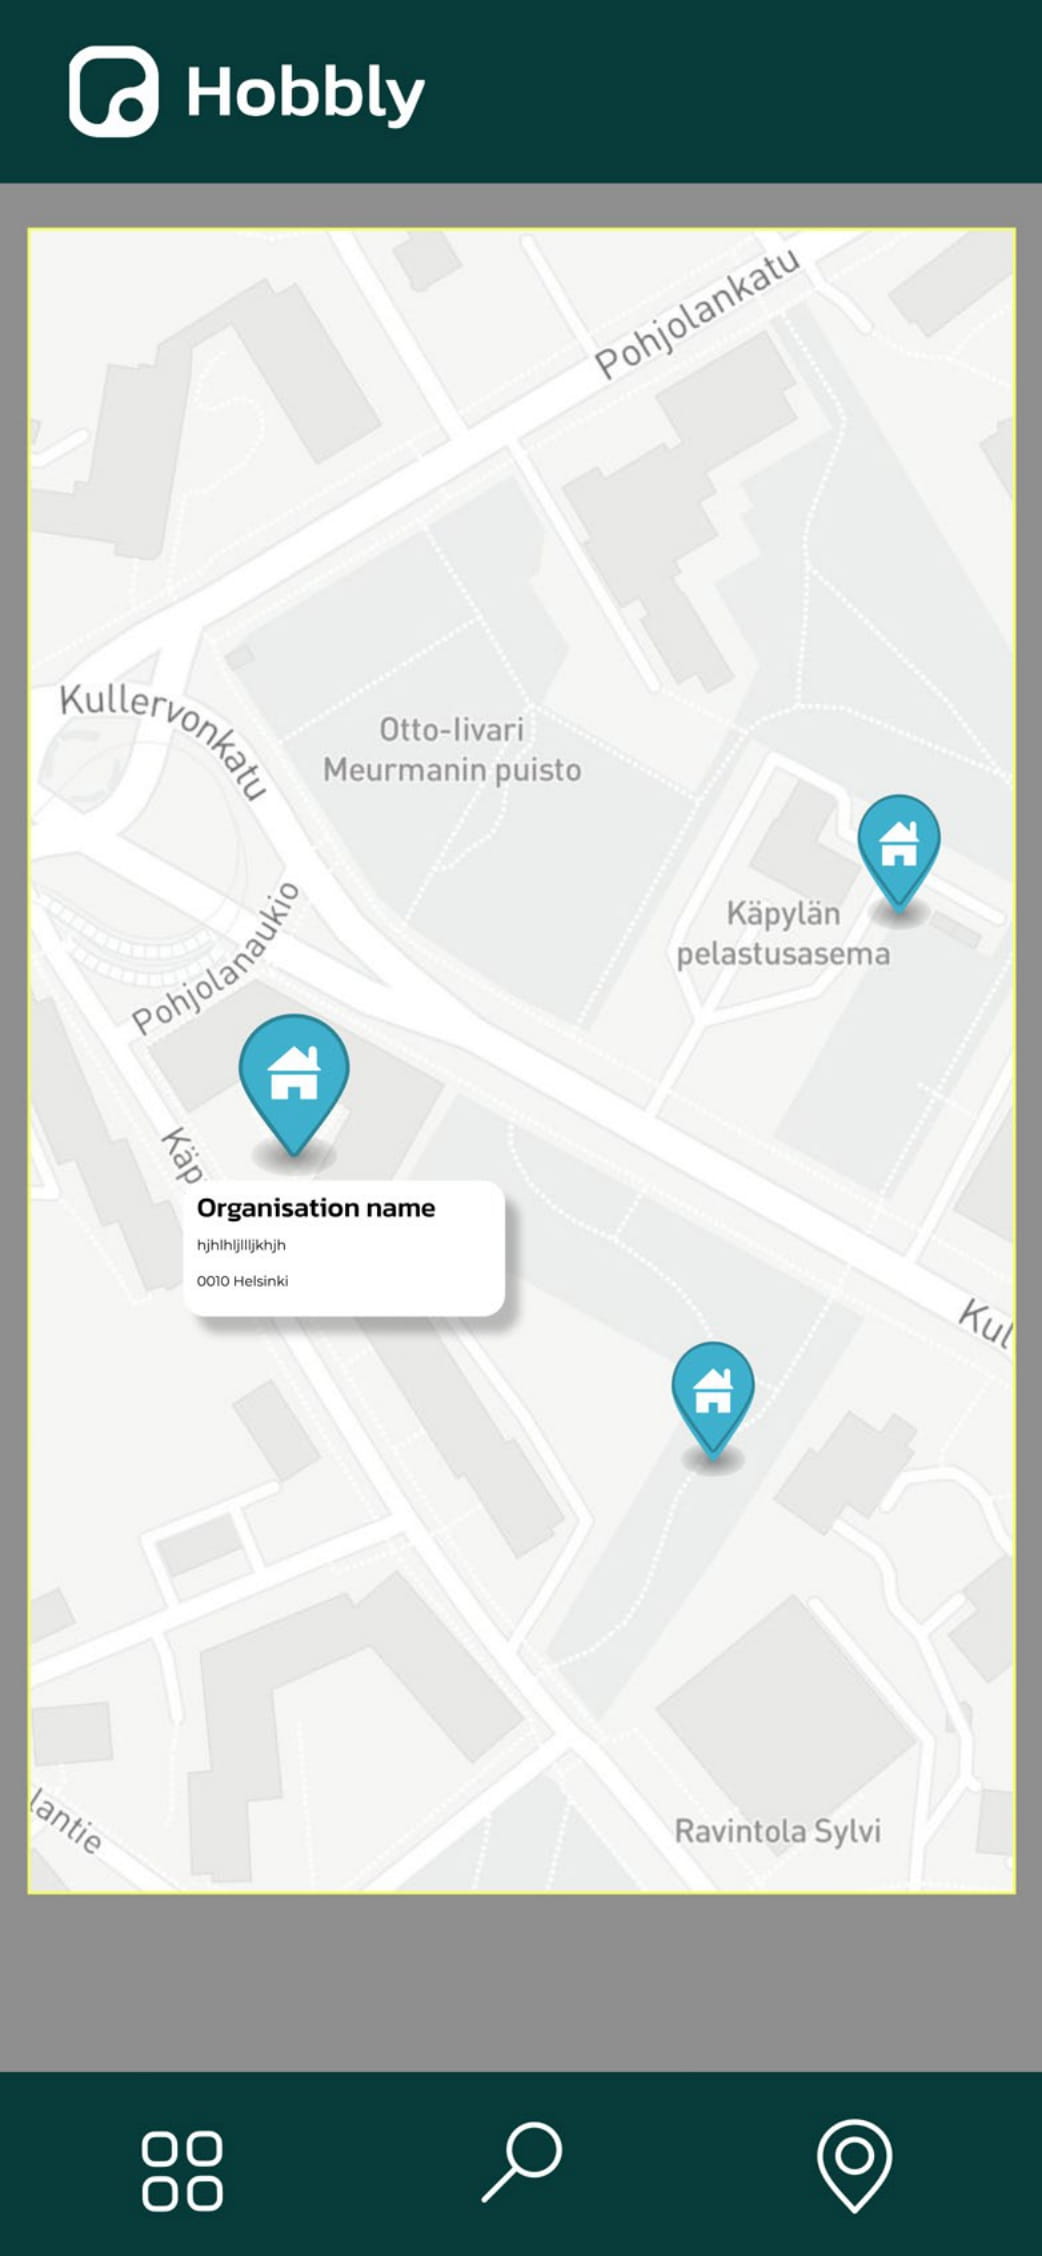 Hobbly
Pohjolankatu
Kullervonkatu
Otto-Iivari
Meurmanin puisto
Käpylän
pelastusasema
Pohjolanaukio
Käp
Organisation name
hjhlhljllljkhjh
0010 Helsinki
Kul
lantie
Ravintola Sylvi